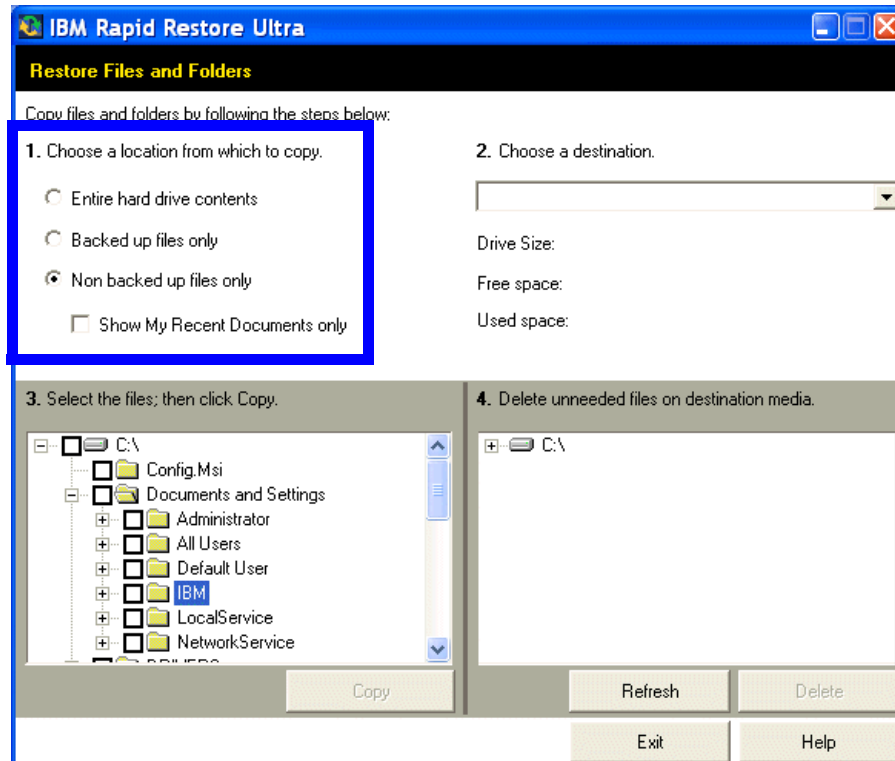 IBM Rapid Restore Ultra
Restore Files and Folders
Copy files and folders by following the steps below:
1. Choose a location from which to copy.
Entire hard drive contents
Backed up files only
Non backed up files only
Show My Recent Documents only
2. Choose a destination.
Drive Size:
Free space:
Used space:
3. Select the files; then click Copy.
C:\
Config.Msi
Documents and Settings
Administrator
All Users
Default User
IBM
LocalService
NetworkService
Copy
4. Delete unneeded files on destination media.
C:\
Refresh
Delete
Exit
Help